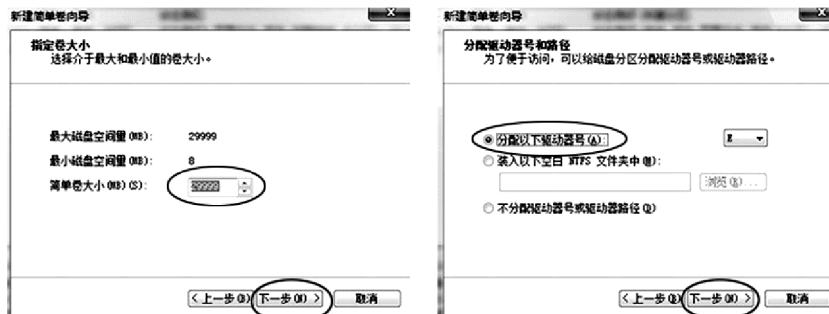 新建简单卷向导
指定卷大小
选择介于最大和最小值的卷大小。
最大磁盘空间量(MB): 29999
最小磁盘空间量(MB): 8
简单卷大小(MB)(S): 29999
<上一步(B) 下一步(N) > 取消
新建简单卷向导
分配驱动器号和路径
为了便于访问，可以给磁盘分区分配驱动器号或驱动器路径。
分配以下驱动器号(A): E
装入以下空白 NTFS 文件夹中(M):
浏览(R)...
不分配驱动器号或驱动器路径(D)
<上一步(B) 下一步(N) > 取消